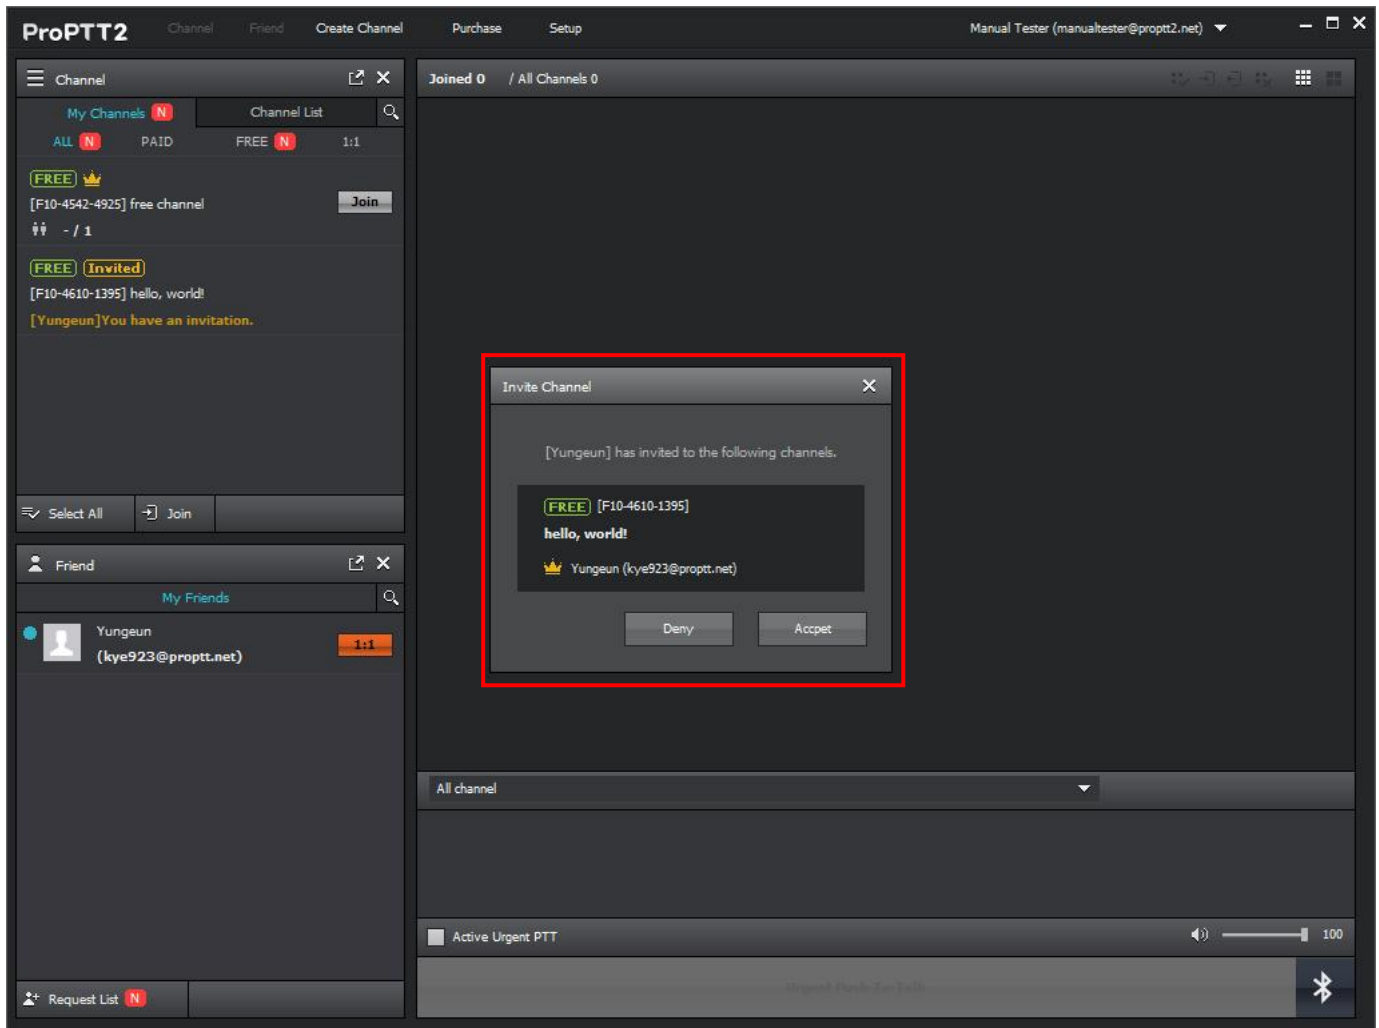 ProPTT2 Channel Friend Create Channel Purchase Setup Manual Tester (manualtester@proptt2.net)
Channel
My Channels N Channel List
ALL N PAID FREE N 1:1
FREE
[F10-4542-4925] free channel Join
- / 1
FREE Invited
[F10-4610-1395] hello, world!
[Yungeun]You have an invitation.
Select All Join
Friend
My Friends
Yungeun
(kye923@proptt.net) 1:1
Request List N
Joined 0 / All Channels 0
Invite Channel
[Yungeun] has invited to the following channels.
FREE [F10-4610-1395]
hello, world!
Yungeun (kye923@proptt.net)
Deny Accpet
All channel
Active Urgent PTT 100
Urgent Push-To-Talk